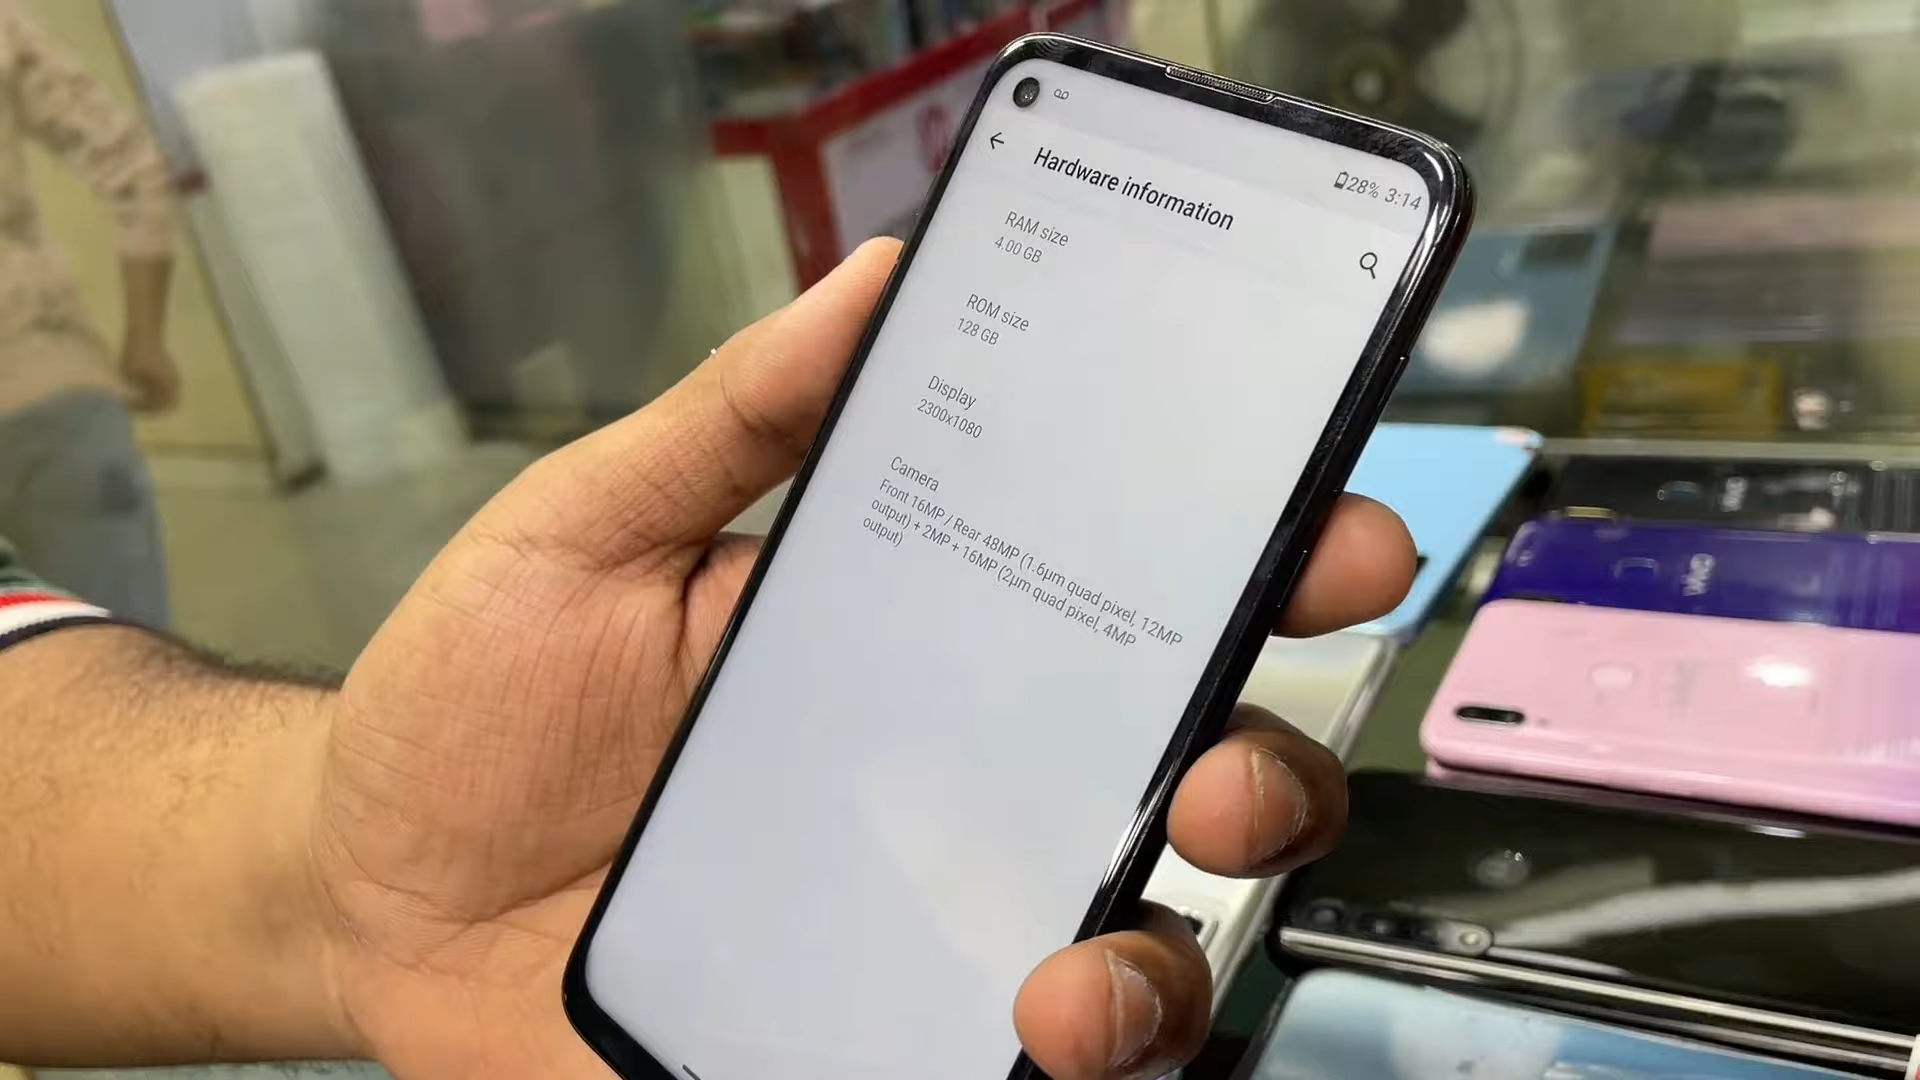 28% 3:14
Hardware information
RAM size
4.00 GB
ROM size
128 GB
Display
2300x1080
Camera
Front 16MP / Rear 48MP (1.6μm quad pixel, 12MP
output) + 2MP + 16MP (2μm quad pixel, 4MP
output)
vivo